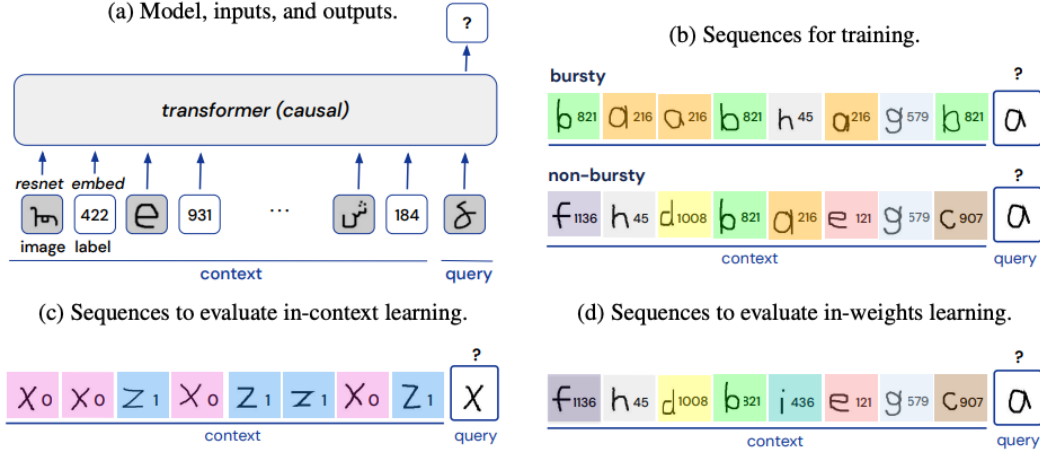 (a) Model, inputs, and outputs.
?
transformer (causal)
resnet embed
422 e 931 ... ش 184 δ
image label
context query
(b) Sequences for training.
bursty
?
b 821 a 216 a 216 b 821 h 45 a 216 g 579 b 821 a
non-bursty
?
f 1136 h 45 d 1008 b 821 a 216 e 121 g 579 c 907 a
context query
(c) Sequences to evaluate in-context learning.
?
x 0 x 0 z 1 x 0 z 1 z 1 x 0 z 1 x
context query
(d) Sequences to evaluate in-weights learning.
?
f 1136 h 45 d 1008 b 821 i 436 e 121 g 579 c 907 a
context query